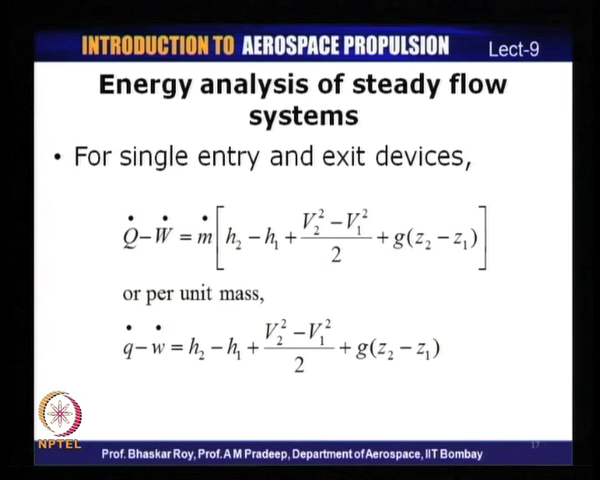 INTRODUCTION TO AEROSPACE PROPULSION Lect-9
Energy analysis of steady flow
systems
• For single entry and exit devices,
Q̇ − Ẇ = ṁ[h₂ − h₁ + (V₂² − V₁²)/2 + g(z₂ − z₁)]
or per unit mass,
q̇ − ẇ = h₂ − h₁ + (V₂² − V₁²)/2 + g(z₂ − z₁)
NPTEL
17
Prof. Bhaskar Roy, Prof. A M Pradeep, Department of Aerospace, IIT Bombay